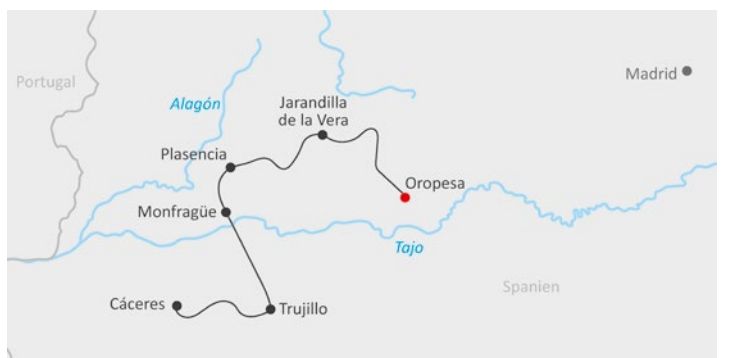 Portugal
Madrid
Alagón
Jarandilla
de la Vera
Plasencia
Oropesa
Monfragüe
Tajo
Spanien
Cáceres
Trujillo